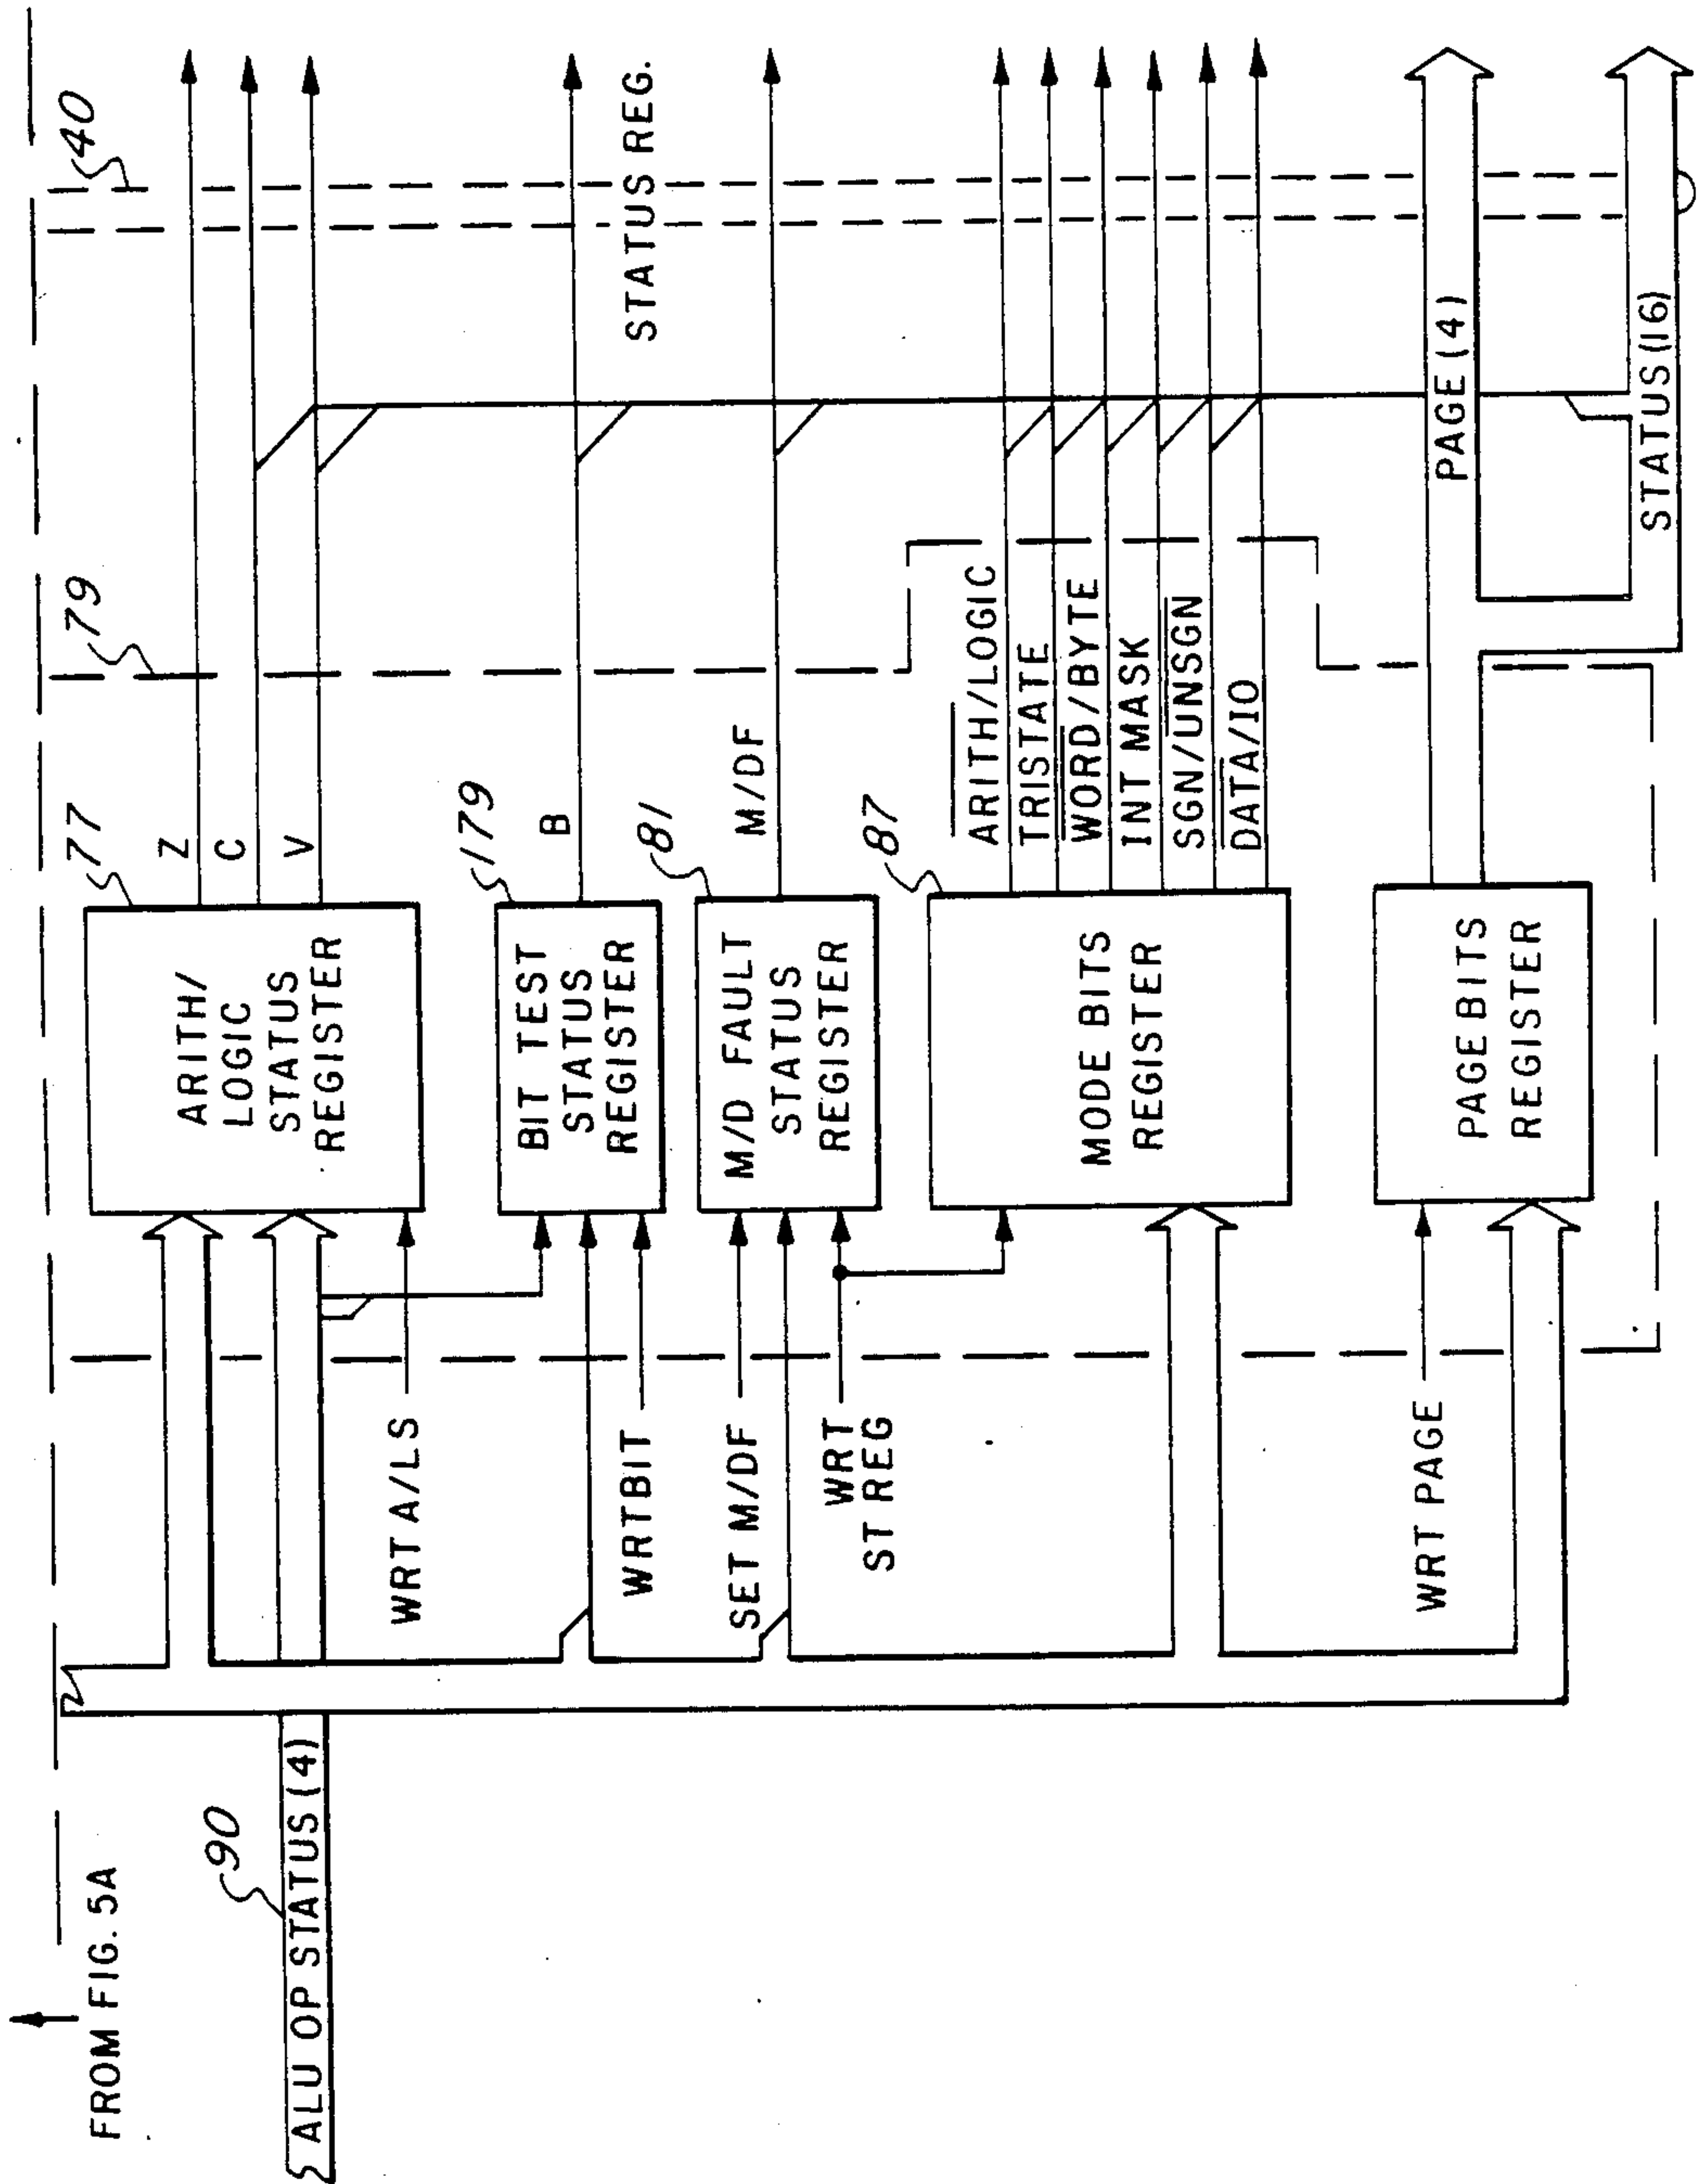 FROM FIG. 5A
90
ALU OP STATUS (4)
WRT A/LS
WRTBIT
SET M/DF
WRT
ST REG
WRT PAGE
77
ARITH/
LOGIC
STATUS
REGISTER
179
BIT TEST
STATUS
REGISTER
81
M/D FAULT
STATUS
REGISTER
87
MODE BITS
REGISTER
PAGE BITS
REGISTER
79
Z
C
V
B
M/DF
ARITH/LOGIC
TRISTATE
WORD/BYTE
INT MASK
SGN/UNSGN
DATA/IO
40
STATUS REG.
PAGE (4)
STATUS (16)